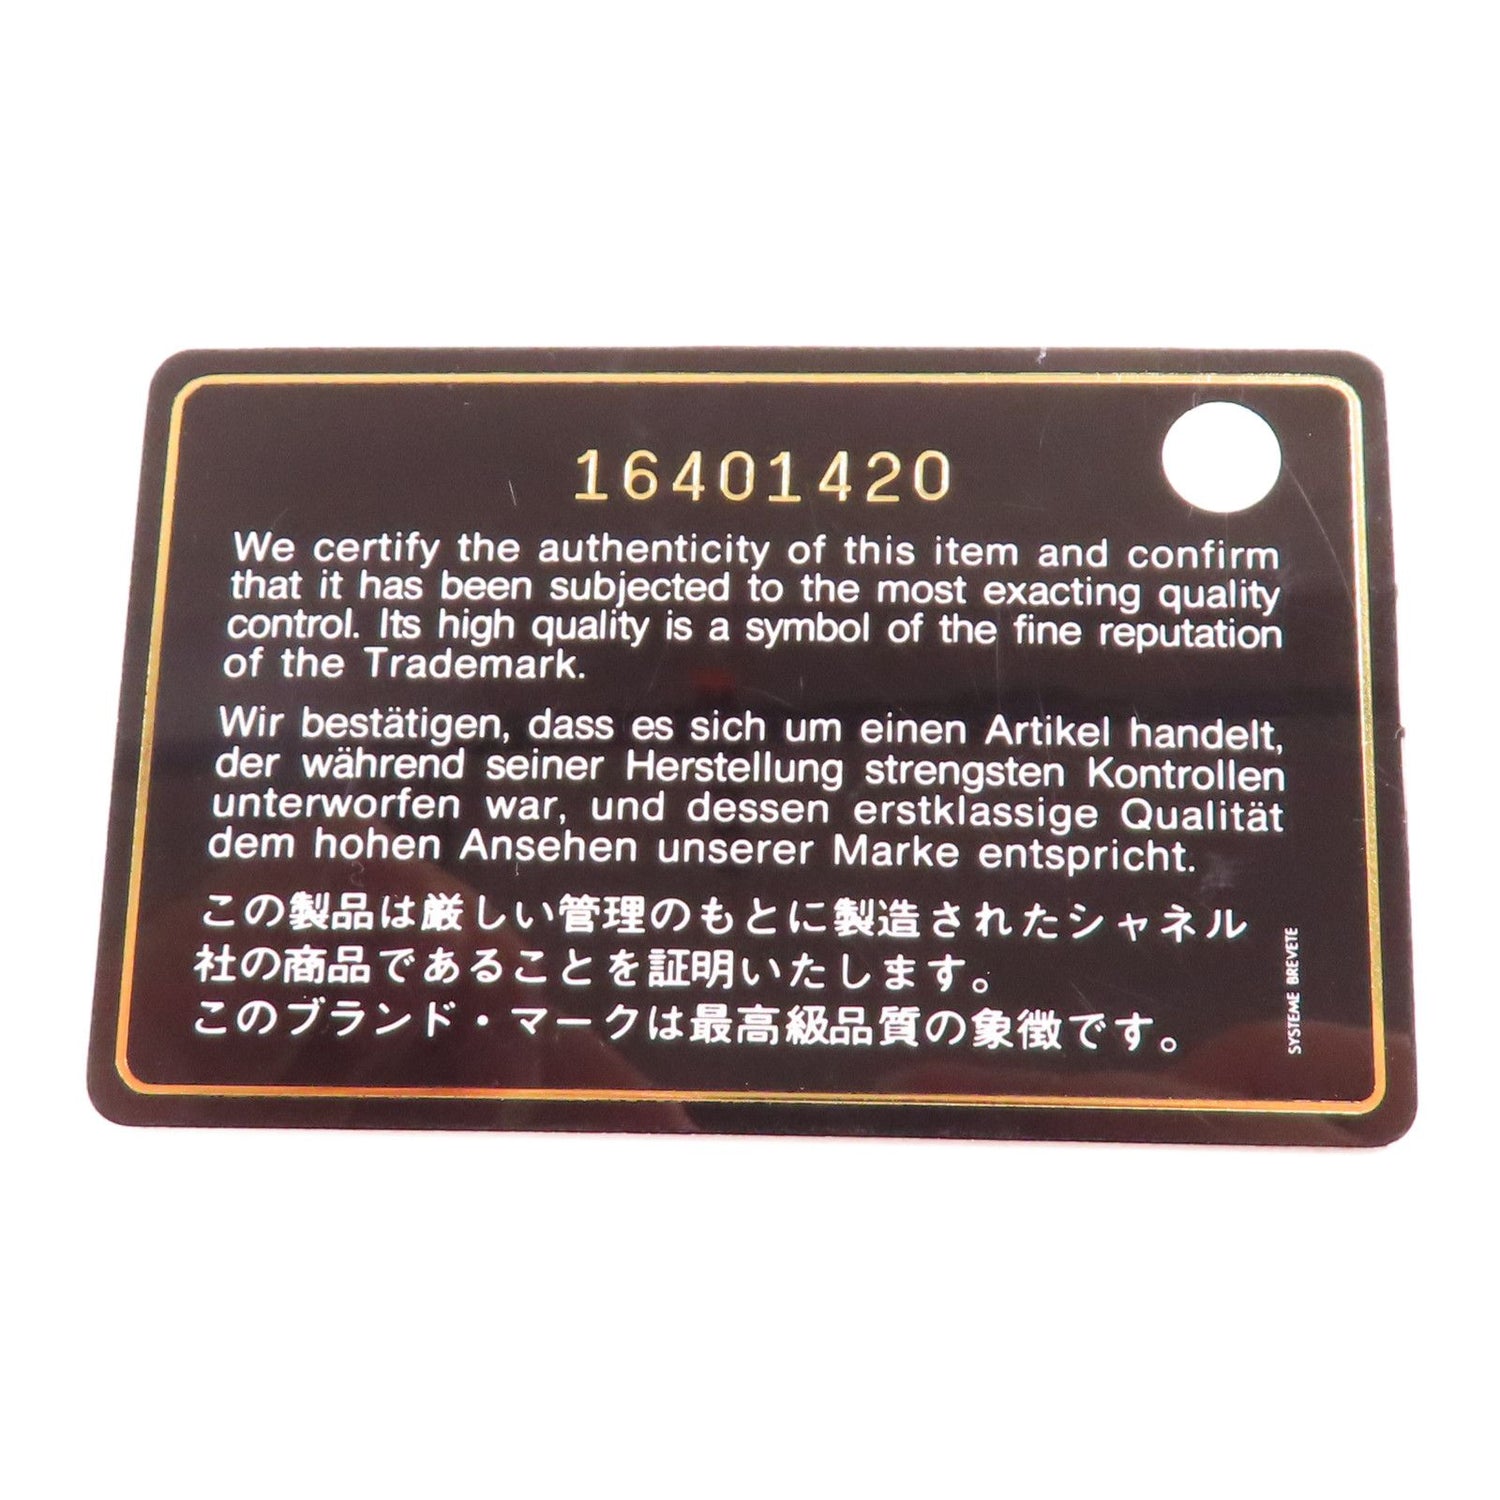 16401420
We certify the authenticity of this item and confirm
that it has been subjected to the most exacting quality
control. Its high quality is a symbol of the fine reputation
of the Trademark.
Wir bestätigen, dass es sich um einen Artikel handelt,
der während seiner Herstellung strengsten Kontrollen
unterworfen war, und dessen erstklassige Qualität
dem hohen Ansehen unserer Marke entspricht.
この製品は厳しい管理のもとに製造されたシャネル
社の商品であることを証明いたします。
このブランド・マークは最高級品質の象徴です。
SYSTEME BREVETE